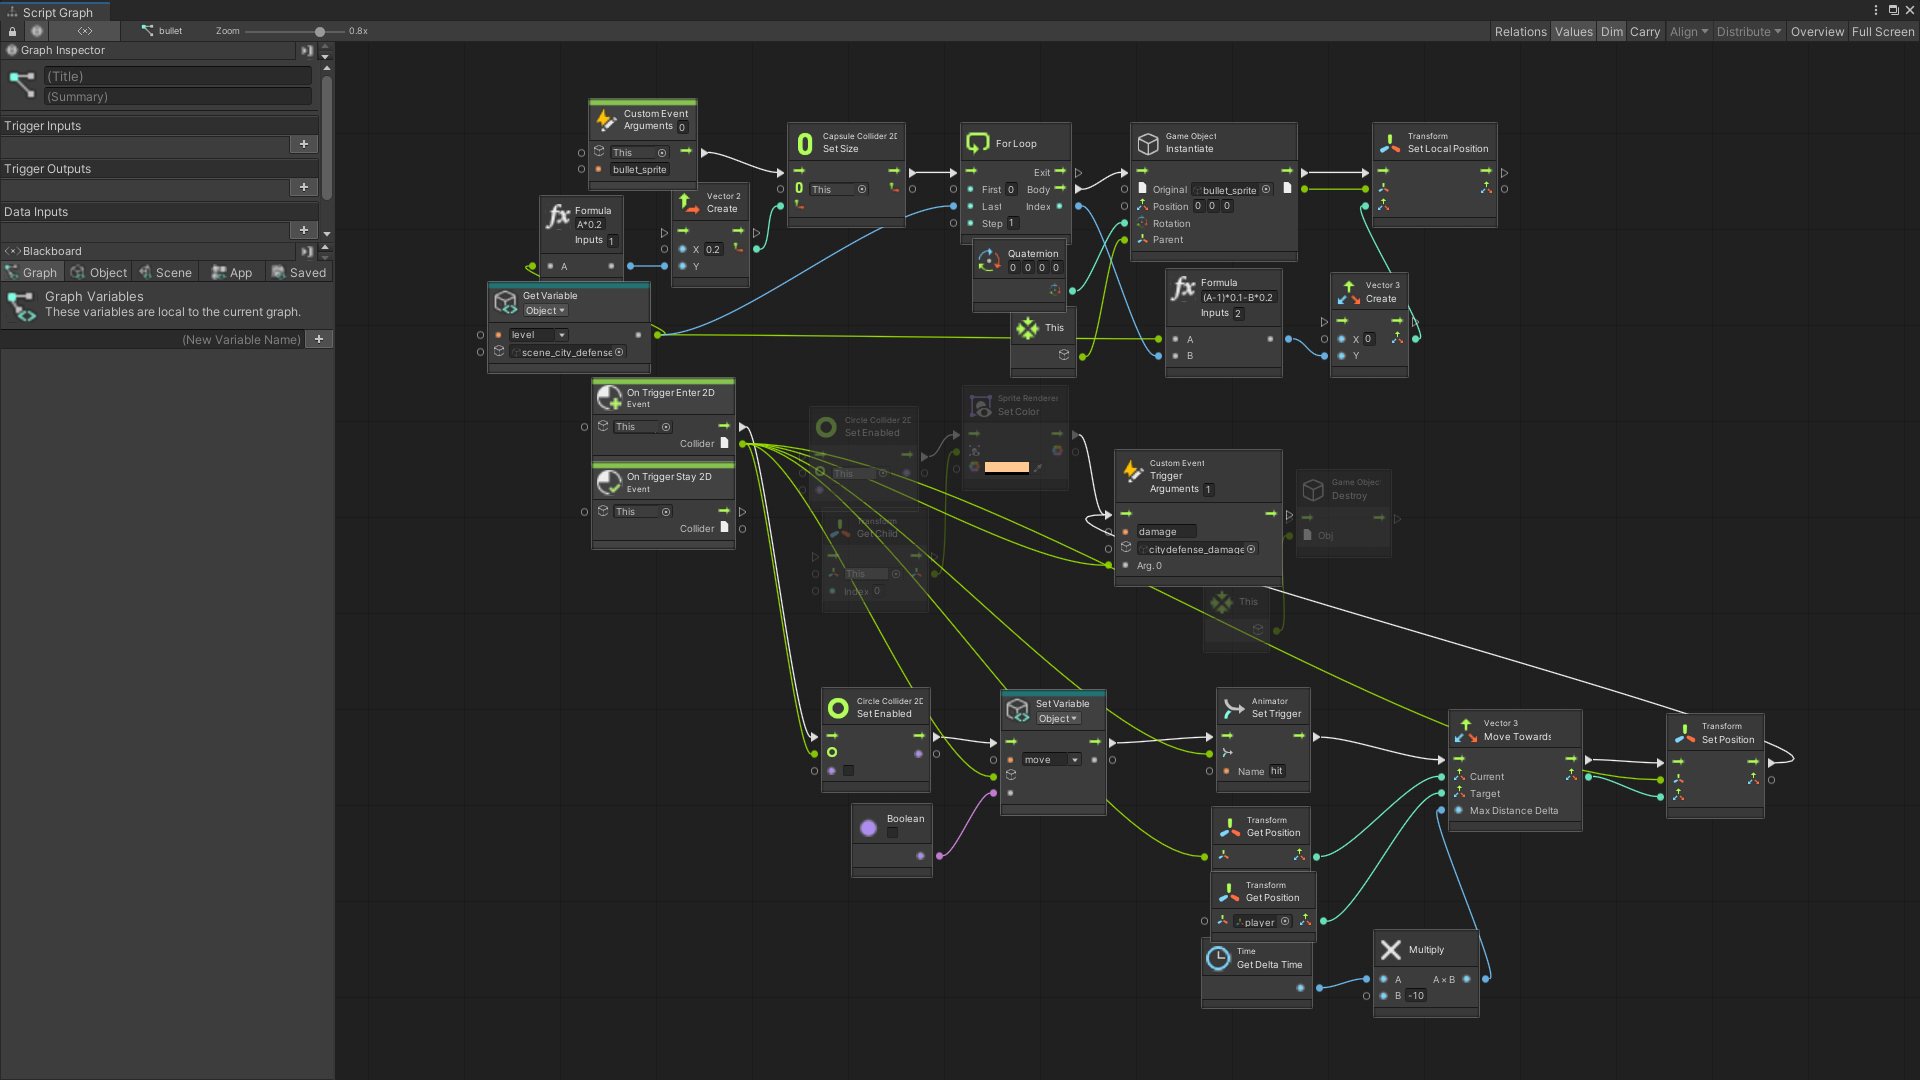 Script Graph
bullet
Zoom
0.8x
Relations
Values
Dim
Carry
Align
Distribute
Overview
Full Screen
Graph Inspector
(Title)
(Summary)
Trigger Inputs
Trigger Outputs
Data Inputs
Blackboard
Graph
Object
Scene
App
Saved
Graph Variables
These variables are local to the current graph.
(New Variable Name)
Custom Event
Arguments 0
This
bullet_sprite
Formula
A*0.2
Inputs 1
A
Vector 2
Create
X 0.2
Y
Capsule Collider 2D
Set Size
This
For Loop
Exit
First 0 Body
Last Index
Step 1
Game Object
Instantiate
Original bullet_sprite
Position 0 0 0
Rotation
Parent
Transform
Set Local Position
Quaternion
0 0 0 0
This
Formula
(A-1)*0.1-B*0.2
Inputs 2
A
B
Vector 3
Create
X 0
Y
Get Variable
Object
level
scene_city_defense
On Trigger Enter 2D
Event
This
Collider
On Trigger Stay 2D
Event
This
Collider
Circle Collider 2D
Set Enabled
This
Sprite Renderer
Set Color
Transform
Get Child
This
Index 0
Custom Event
Trigger
Arguments 1
damage
citydefense_damage
Arg. 0
Game Objec
Destroy
Obj
This
Circle Collider 2D
Set Enabled
Boolean
Set Variable
Object
move
Animator
Set Trigger
Name hit
Vector 3
Move Towards
Current
Target
Max Distance Delta
Transform
Set Position
Transform
Get Position
Transform
Get Position
player
Time
Get Delta Time
Multiply
A A × B
B -10